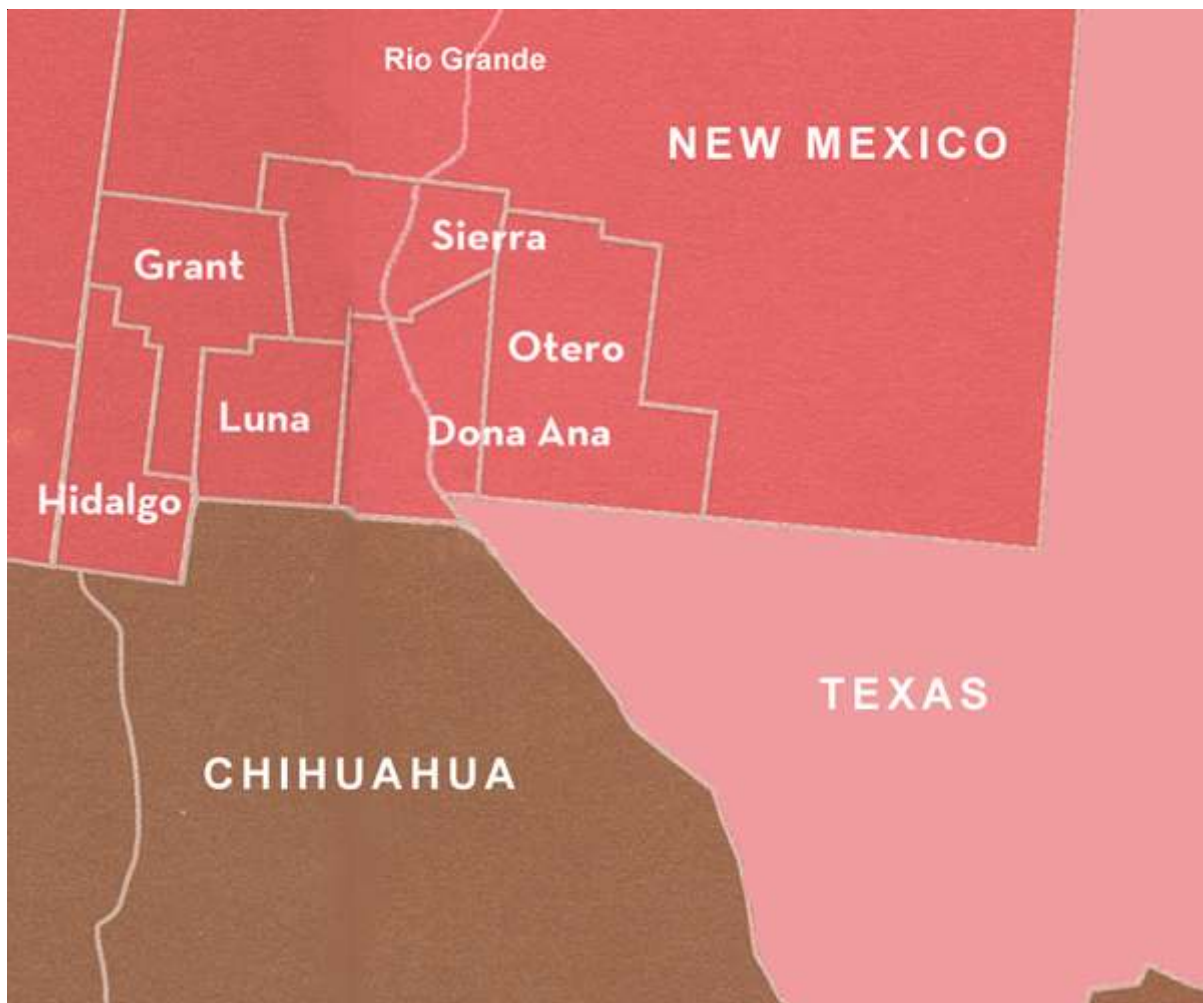 Rio Grande
NEW MEXICO
Sierra
Grant
Otero
Luna
Dona Ana
Hidalgo
TEXAS
CHIHUAHUA